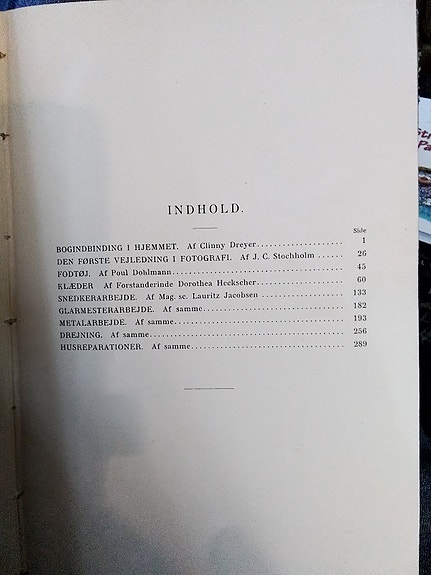 INDHOLD.
Side
BOGINDBINDING I HJEMMET. Af Clinny Dreyer.................... 1
DEN FØRSTE VEJLEDNING I FOTOGRAFI. Af J. C. Stochholm ...... 26
FODTØJ. Af Poul Dohlmann........................................ 45
KLÆDER Af Forstanderinde Dorothea Heckscher.................... 60
SNEDKERARBEJDE. Af Mag. sc. Lauritz Jacobsen .................... 133
GLARMESTERARBEJDE. Af samme................................ 182
METALARBEJDE. Af samme........................................ 193
DREJNING. Af samme............................................ 256
HUSREPARATIONER. Af samme.................................... 289